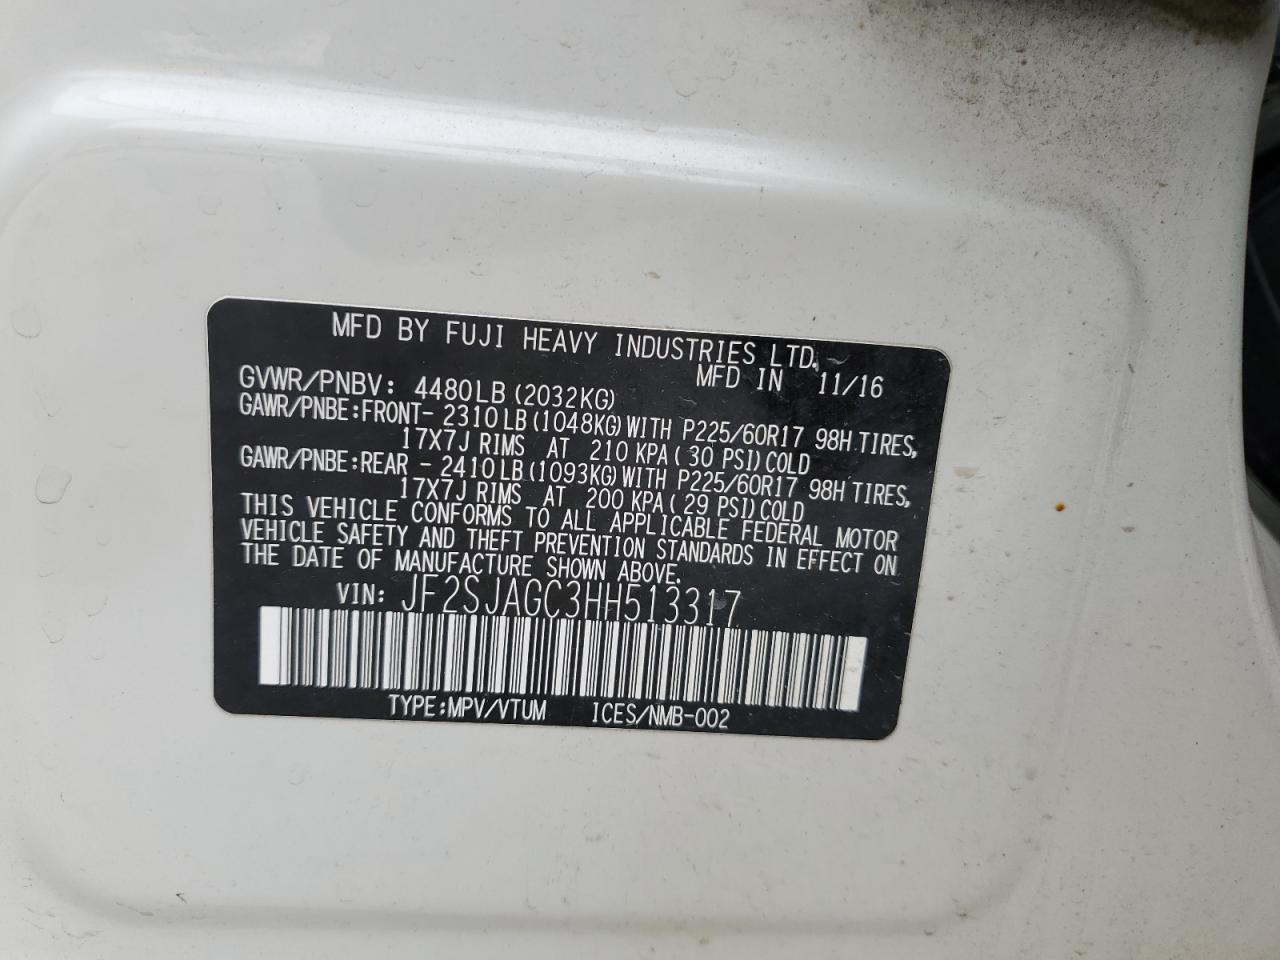 MFD BY FUJI HEAVY INDUSTRIES LTD.
MFD IN 11/16
GVWR/PNBV: 4480LB (2032KG)
GAWR/PNBE:FRONT- 2310LB(1048KG)WITH P225/60R17 98H TIRES,
17X7J RIMS AT 210 KPA(30 PSI)COLD
GAWR/PNBE:REAR - 2410LB(1093KG)WITH P225/60R17 98H TIRES,
17X7J RIMS AT 200 KPA(29 PSI)COLD
THIS VEHICLE CONFORMS TO ALL APPLICABLE FEDERAL MOTOR
VEHICLE SAFETY AND THEFT PREVENTION STANDARDS IN EFFECT ON
THE DATE OF MANUFACTURE SHOWN ABOVE.
VIN: JF2SJAGC3HH513317
TYPE:MPV/VTUM ICES/NMB-002